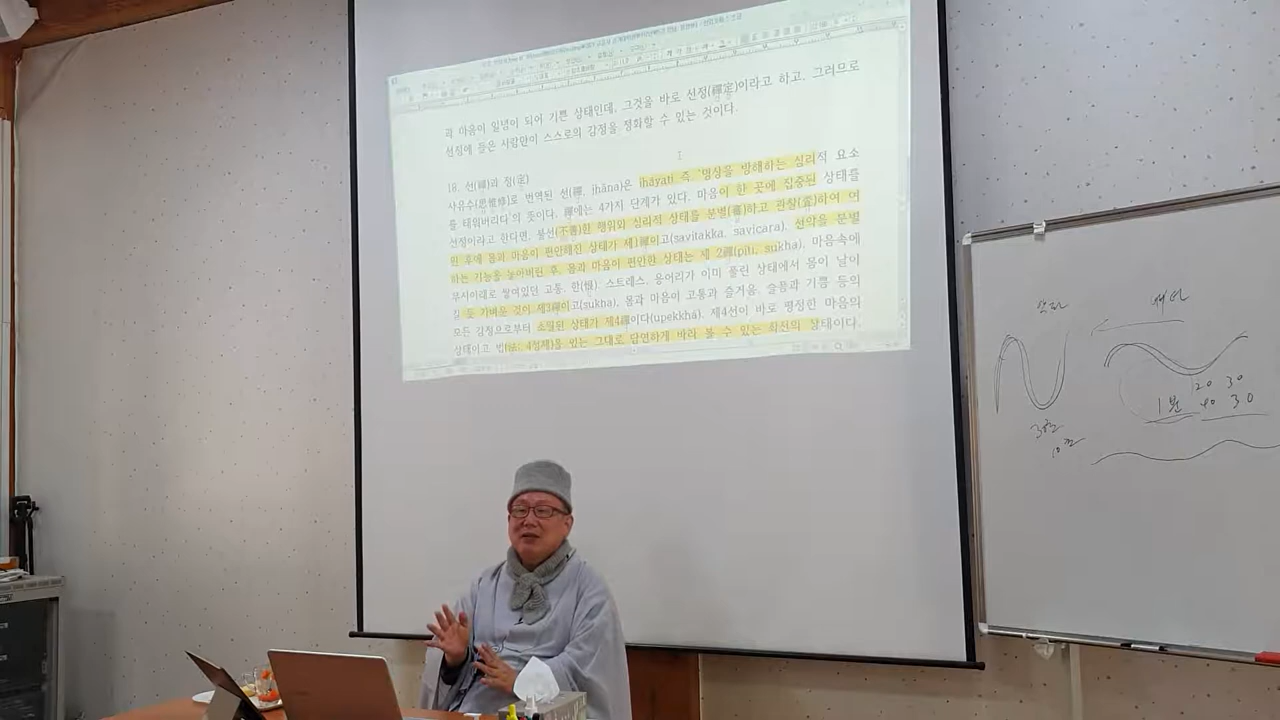 과 마음이 일념이 되어 기쁜 상태인데, 그것을 바로 선정(禪定)이라고 하고, 그러므로
선정에 들은 사람만이 스스로의 감정을 정화할 수 있는 것이다.
18. 선(禪)과 정(定)
사유수(思惟修)로 번역된 선(禪, jhāna)은 jhāyati 즉 '명상을 방해하는 심리적 요소
를 태워버리다'의 뜻이다. 禪에는 4가지 단계가 있다. 마음이 한 곳에 집중된 상태를
선정이라고 한다면, 불선(不善)한 행위와 심리적 상태를 분별(尋)하고 관찰(伺)하여 여
읜 후에 몸과 마음이 편안해진 상태가 제1禪이고(savitakka, savicara), 선악을 분별
하는 기능을 놓아버린 후, 몸과 마음이 편안한 상태는 제 2禪(piti, sukha), 마음속에
부서아래로 쌓여있던 고통, 한(恨), 스트레스, 응어리가 이미 풀린 상태에서 몸이 날이
갈 듯 가벼운 것이 제3禪이고(sukha), 몸과 마음이 고통과 즐거움, 슬픔과 기쁨 등의
모든 감정으로부터 소멸된 상태가 제4禪이다(upekkhā). 제4선이 바로 평정한 마음의
상태이고 법(法: 4성제)을 있는 그대로 담연하게 바라 볼 수 있는 최선의 상태이다.
20 30
1분 40 30
3초